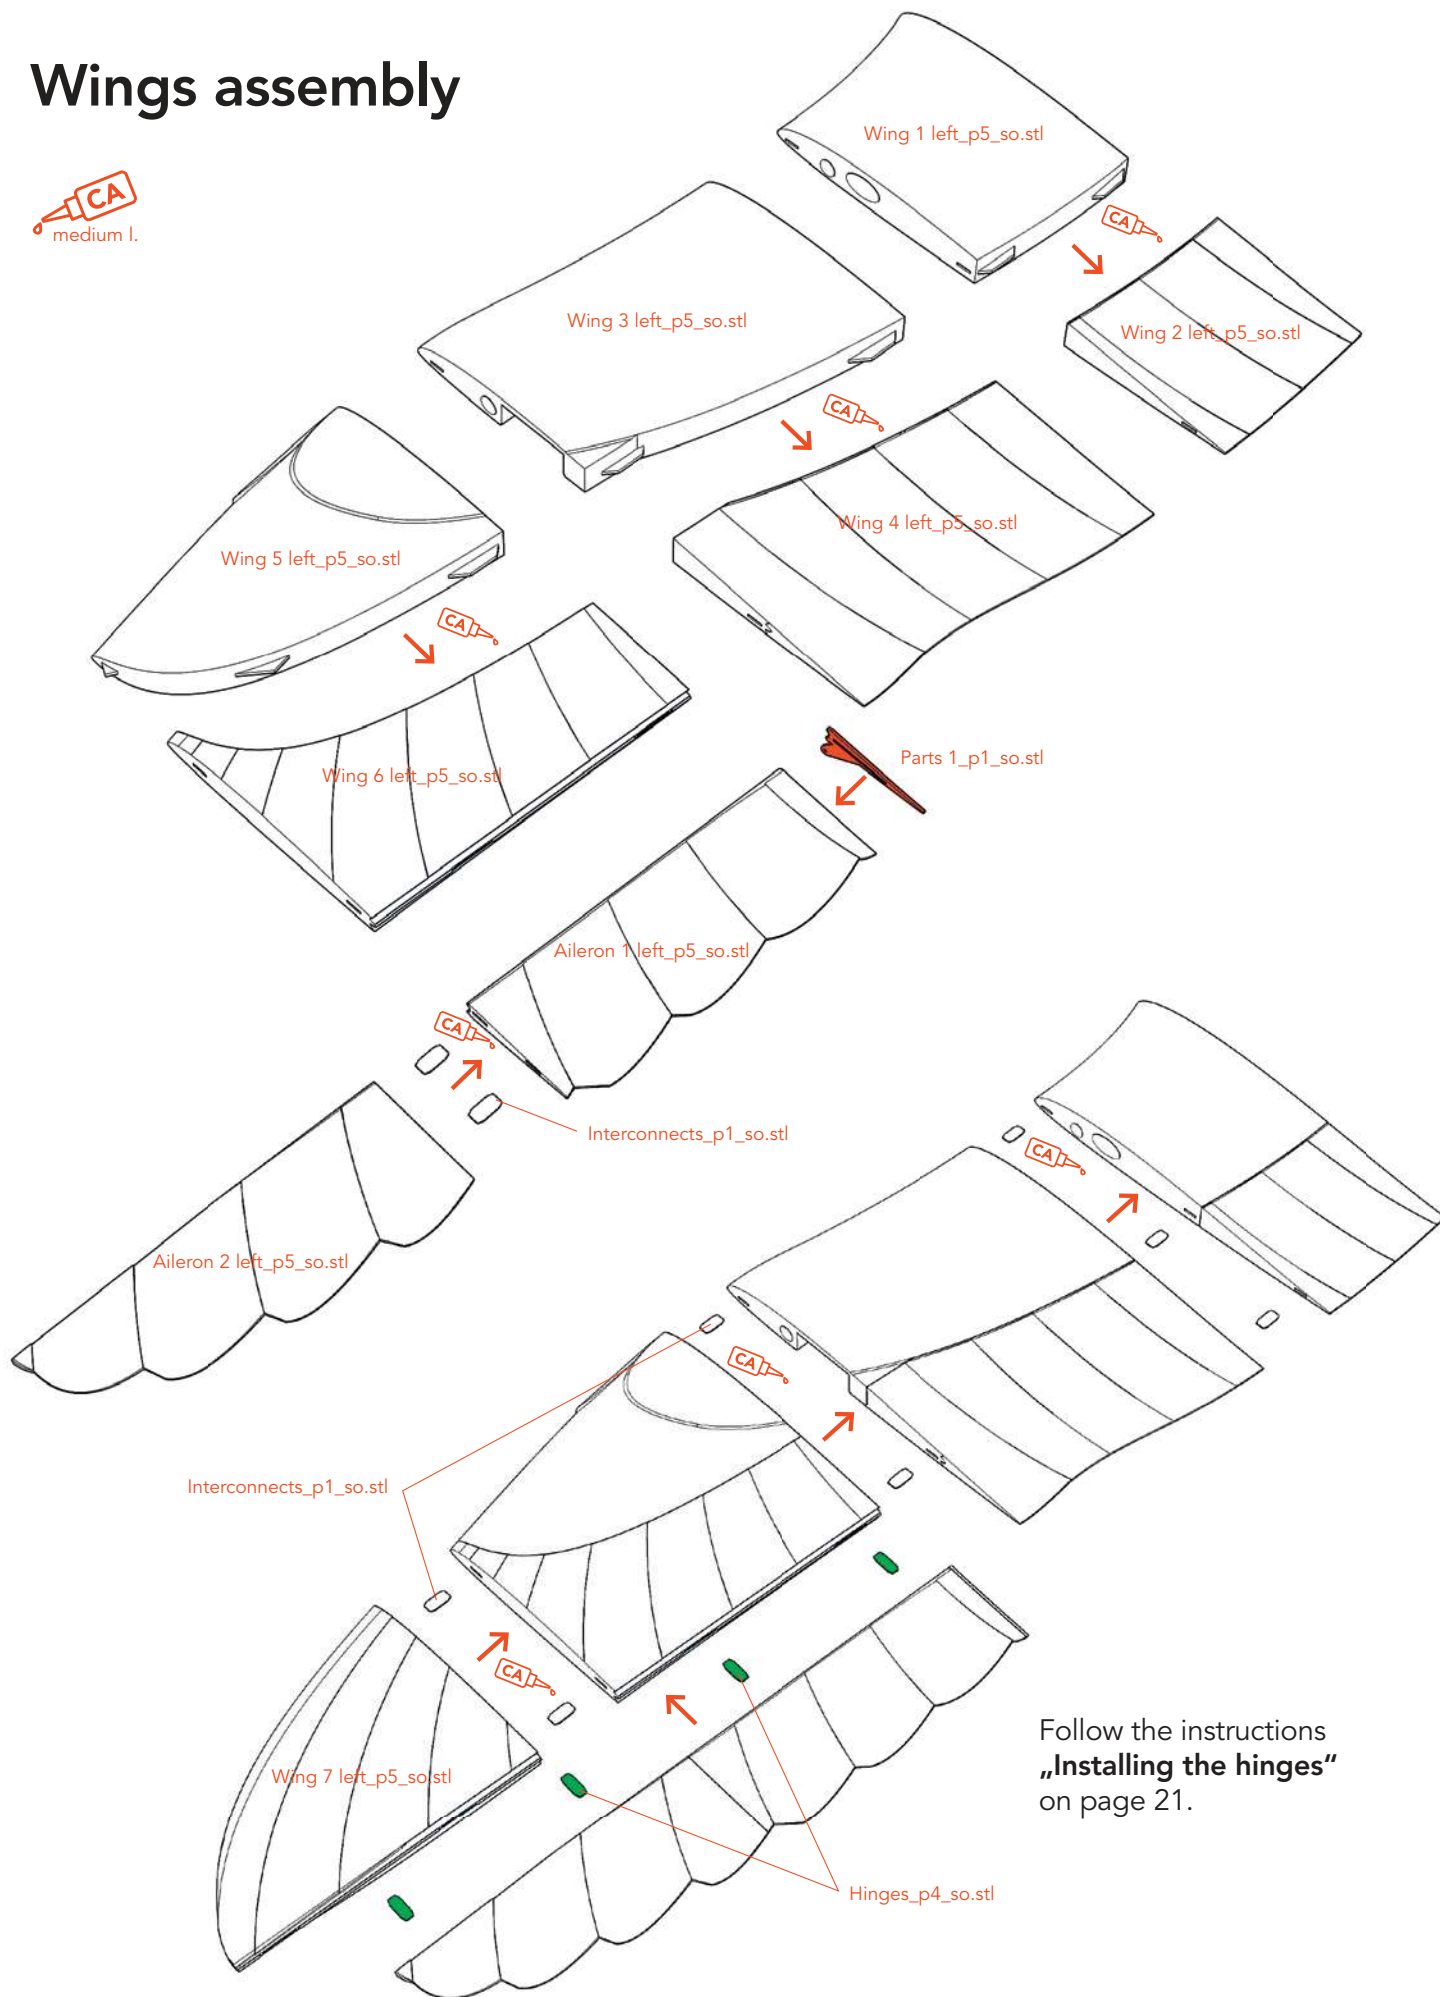 Wings assembly
CA
medium l.
Wing 1 left_p5_so.stl
CA
Wing 3 left_p5_so.stl
Wing 2 left_p5_so.stl
CA
Wing 4 left_p5_so.stl
Wing 5 left_p5_so.stl
CA
Parts 1_p1_so.stl
Wing 6 left_p5_so.stl
Aileron 1 left_p5_so.stl
CA
Interconnects_p1_so.stl
CA
Aileron 2 left_p5_so.stl
CA
Interconnects_p1_so.stl
CA
Wing 7 left_p5_so.stl
Follow the instructions
„Installing the hinges“
on page 21.
Hinges_p4_so.stl